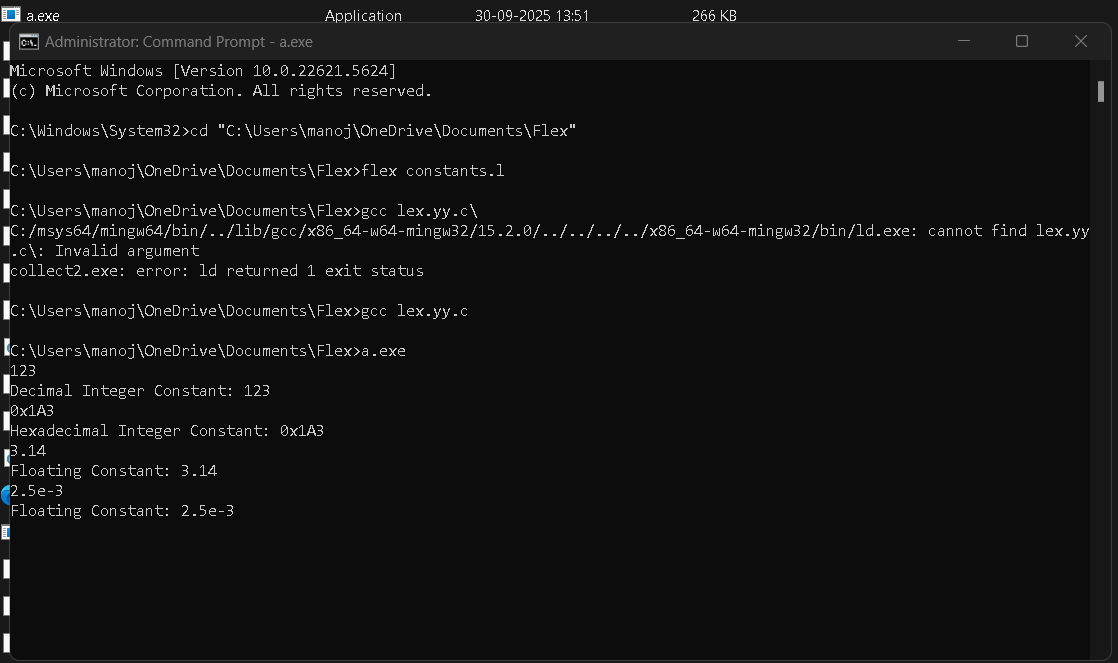 a.exe Application 30-09-2025 13:51 266 KB
Administrator: Command Prompt - a.exe
Microsoft Windows [Version 10.0.22621.5624]
(c) Microsoft Corporation. All rights reserved.
C:\Windows\System32>cd "C:\Users\manoj\OneDrive\Documents\Flex"
C:\Users\manoj\OneDrive\Documents\Flex>flex constants.l
C:\Users\manoj\OneDrive\Documents\Flex>gcc lex.yy.c\
C:/msys64/mingw64/bin/../lib/gcc/x86_64-w64-mingw32/15.2.0/../../../../x86_64-w64-mingw32/bin/ld.exe: cannot find lex.yy
.c\: Invalid argument
collect2.exe: error: ld returned 1 exit status
C:\Users\manoj\OneDrive\Documents\Flex>gcc lex.yy.c
C:\Users\manoj\OneDrive\Documents\Flex>a.exe
123
Decimal Integer Constant: 123
0x1A3
Hexadecimal Integer Constant: 0x1A3
3.14
Floating Constant: 3.14
2.5e-3
Floating Constant: 2.5e-3